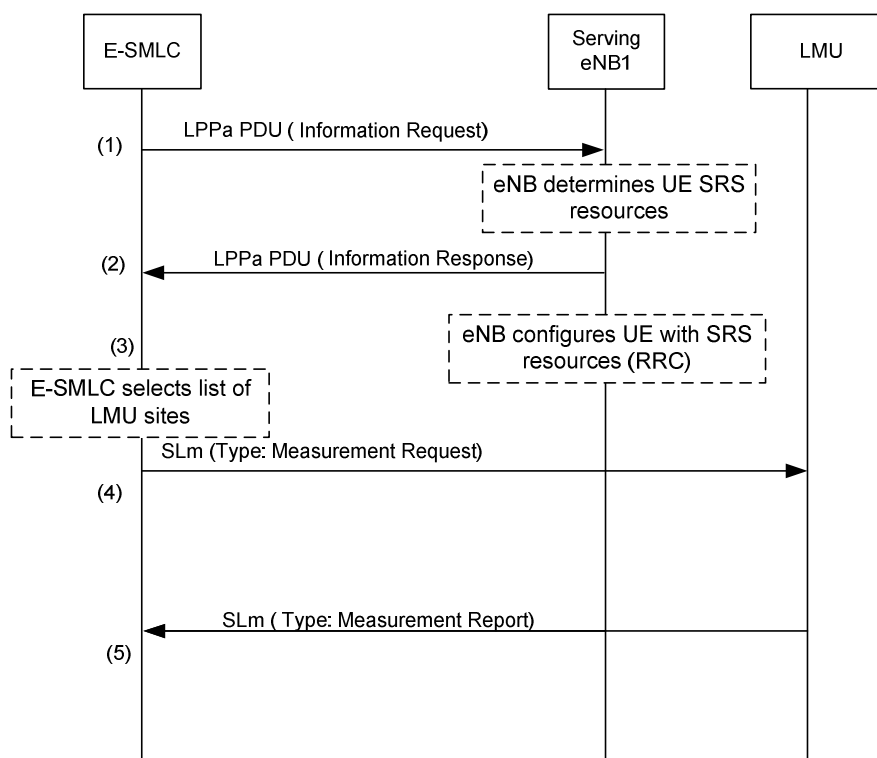 E-SMLC
Serving
eNB1
LMU
(1)
LPPa PDU ( Information Request)
eNB determines UE SRS
resources
(2)
LPPa PDU ( Information Response)
eNB configures UE with SRS
resources (RRC)
(3)
E-SMLC selects list of
LMU sites
SLm (Type: Measurement Request)
(4)
SLm ( Type: Measurement Report)
(5)